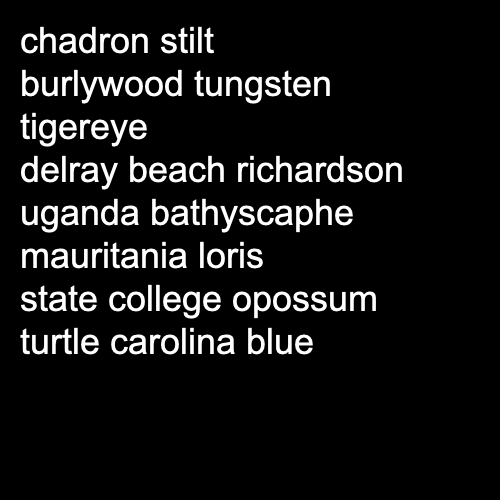 chadron stilt
burlywood tungsten
tigereye
delray beach richardson
uganda bathyscaphe
mauritania loris
state college opossum
turtle carolina blue